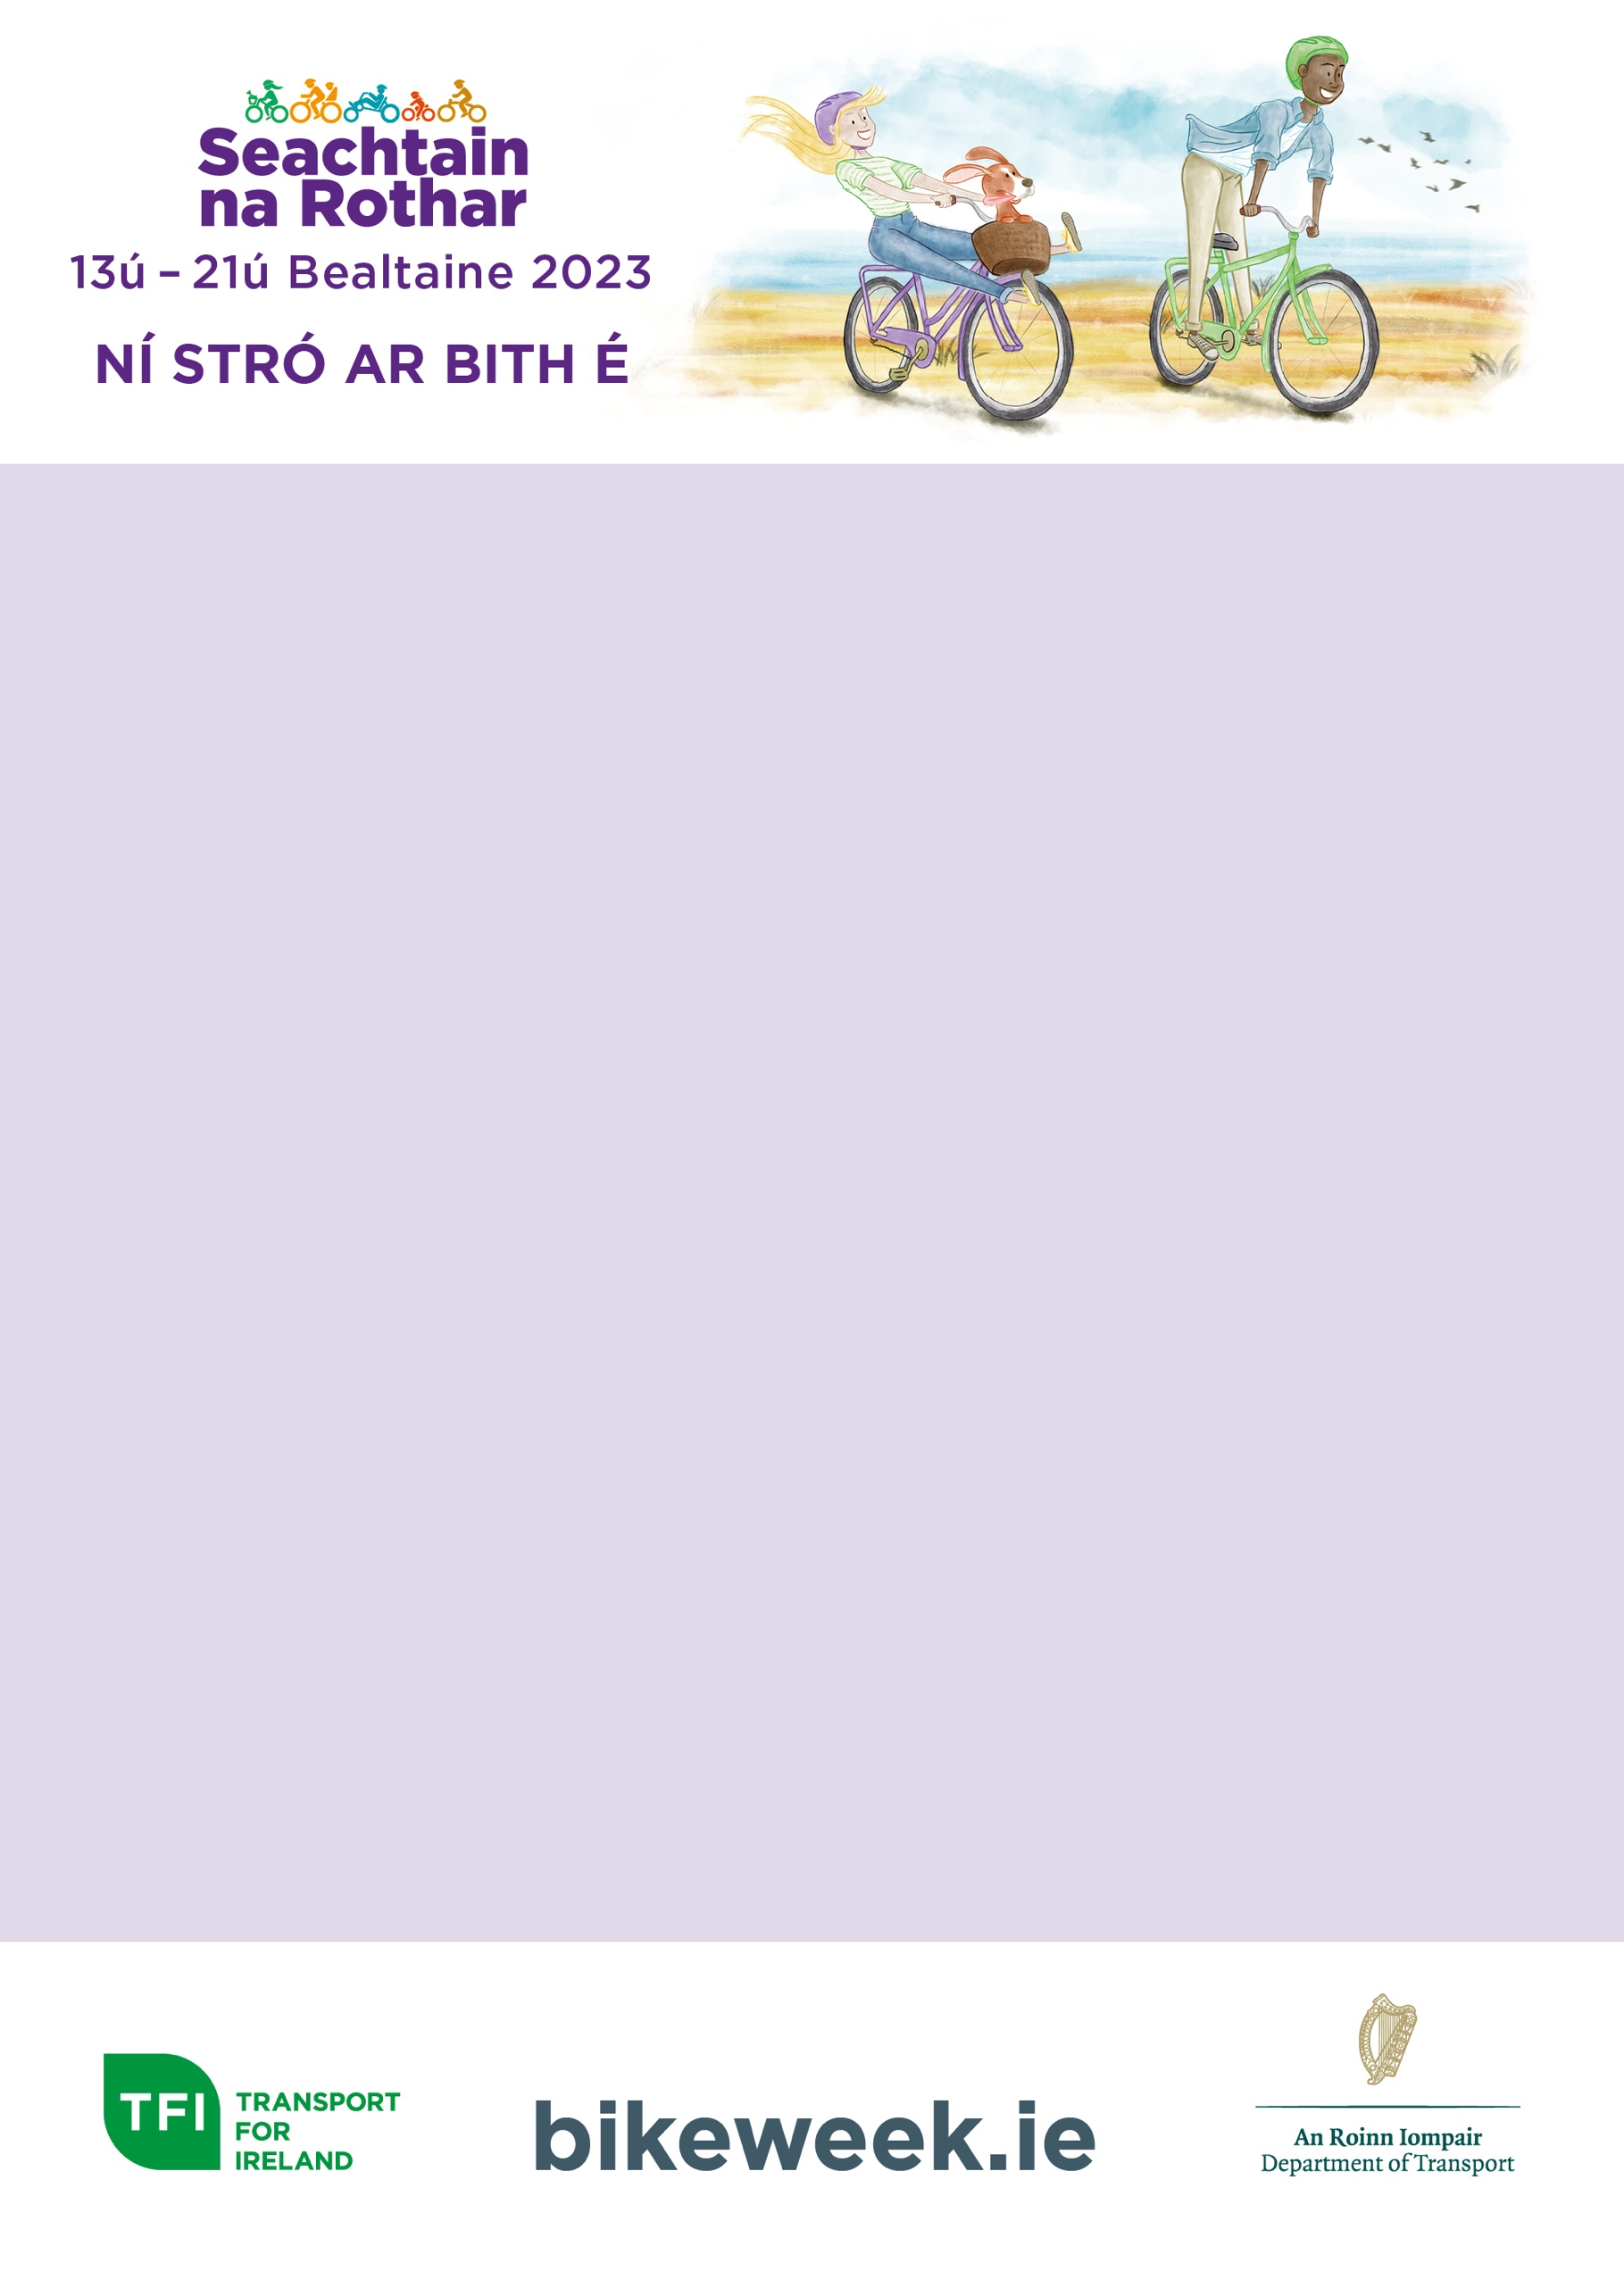 Seachtain
na Rothar
13ú – 21ú Bealtaine 2023
NÍ STRÓ AR BITH É
TFI
TRANSPORT
FOR
IRELAND
bikeweek.ie
An Roinn Iompair
Department of Transport